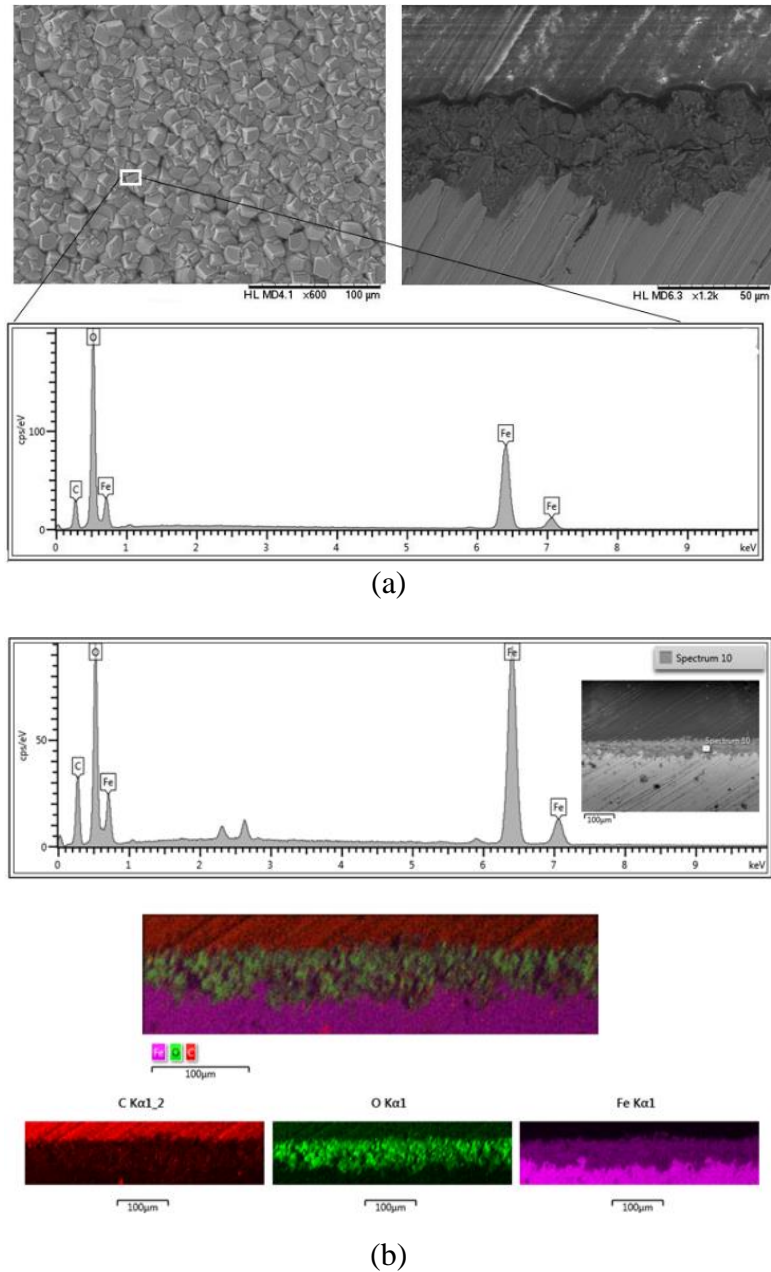 HL MD4.1 ×600 100 µm
HL MD6.3 ×1.2k 50 µm
O
100
cps/eV
C
Fe
Fe
Fe
0
0 1 2 3 4 5 6 7 8 9 keV
(a)
O
Fe
Spectrum 10
50
cps/eV
C
Fe
Fe
100µm
0
0 1 2 3 4 5 6 7 8 9 keV
Fe O C
100µm
C Kα1_2 O Kα1 Fe Kα1
100µm 100µm 100µm
(b)